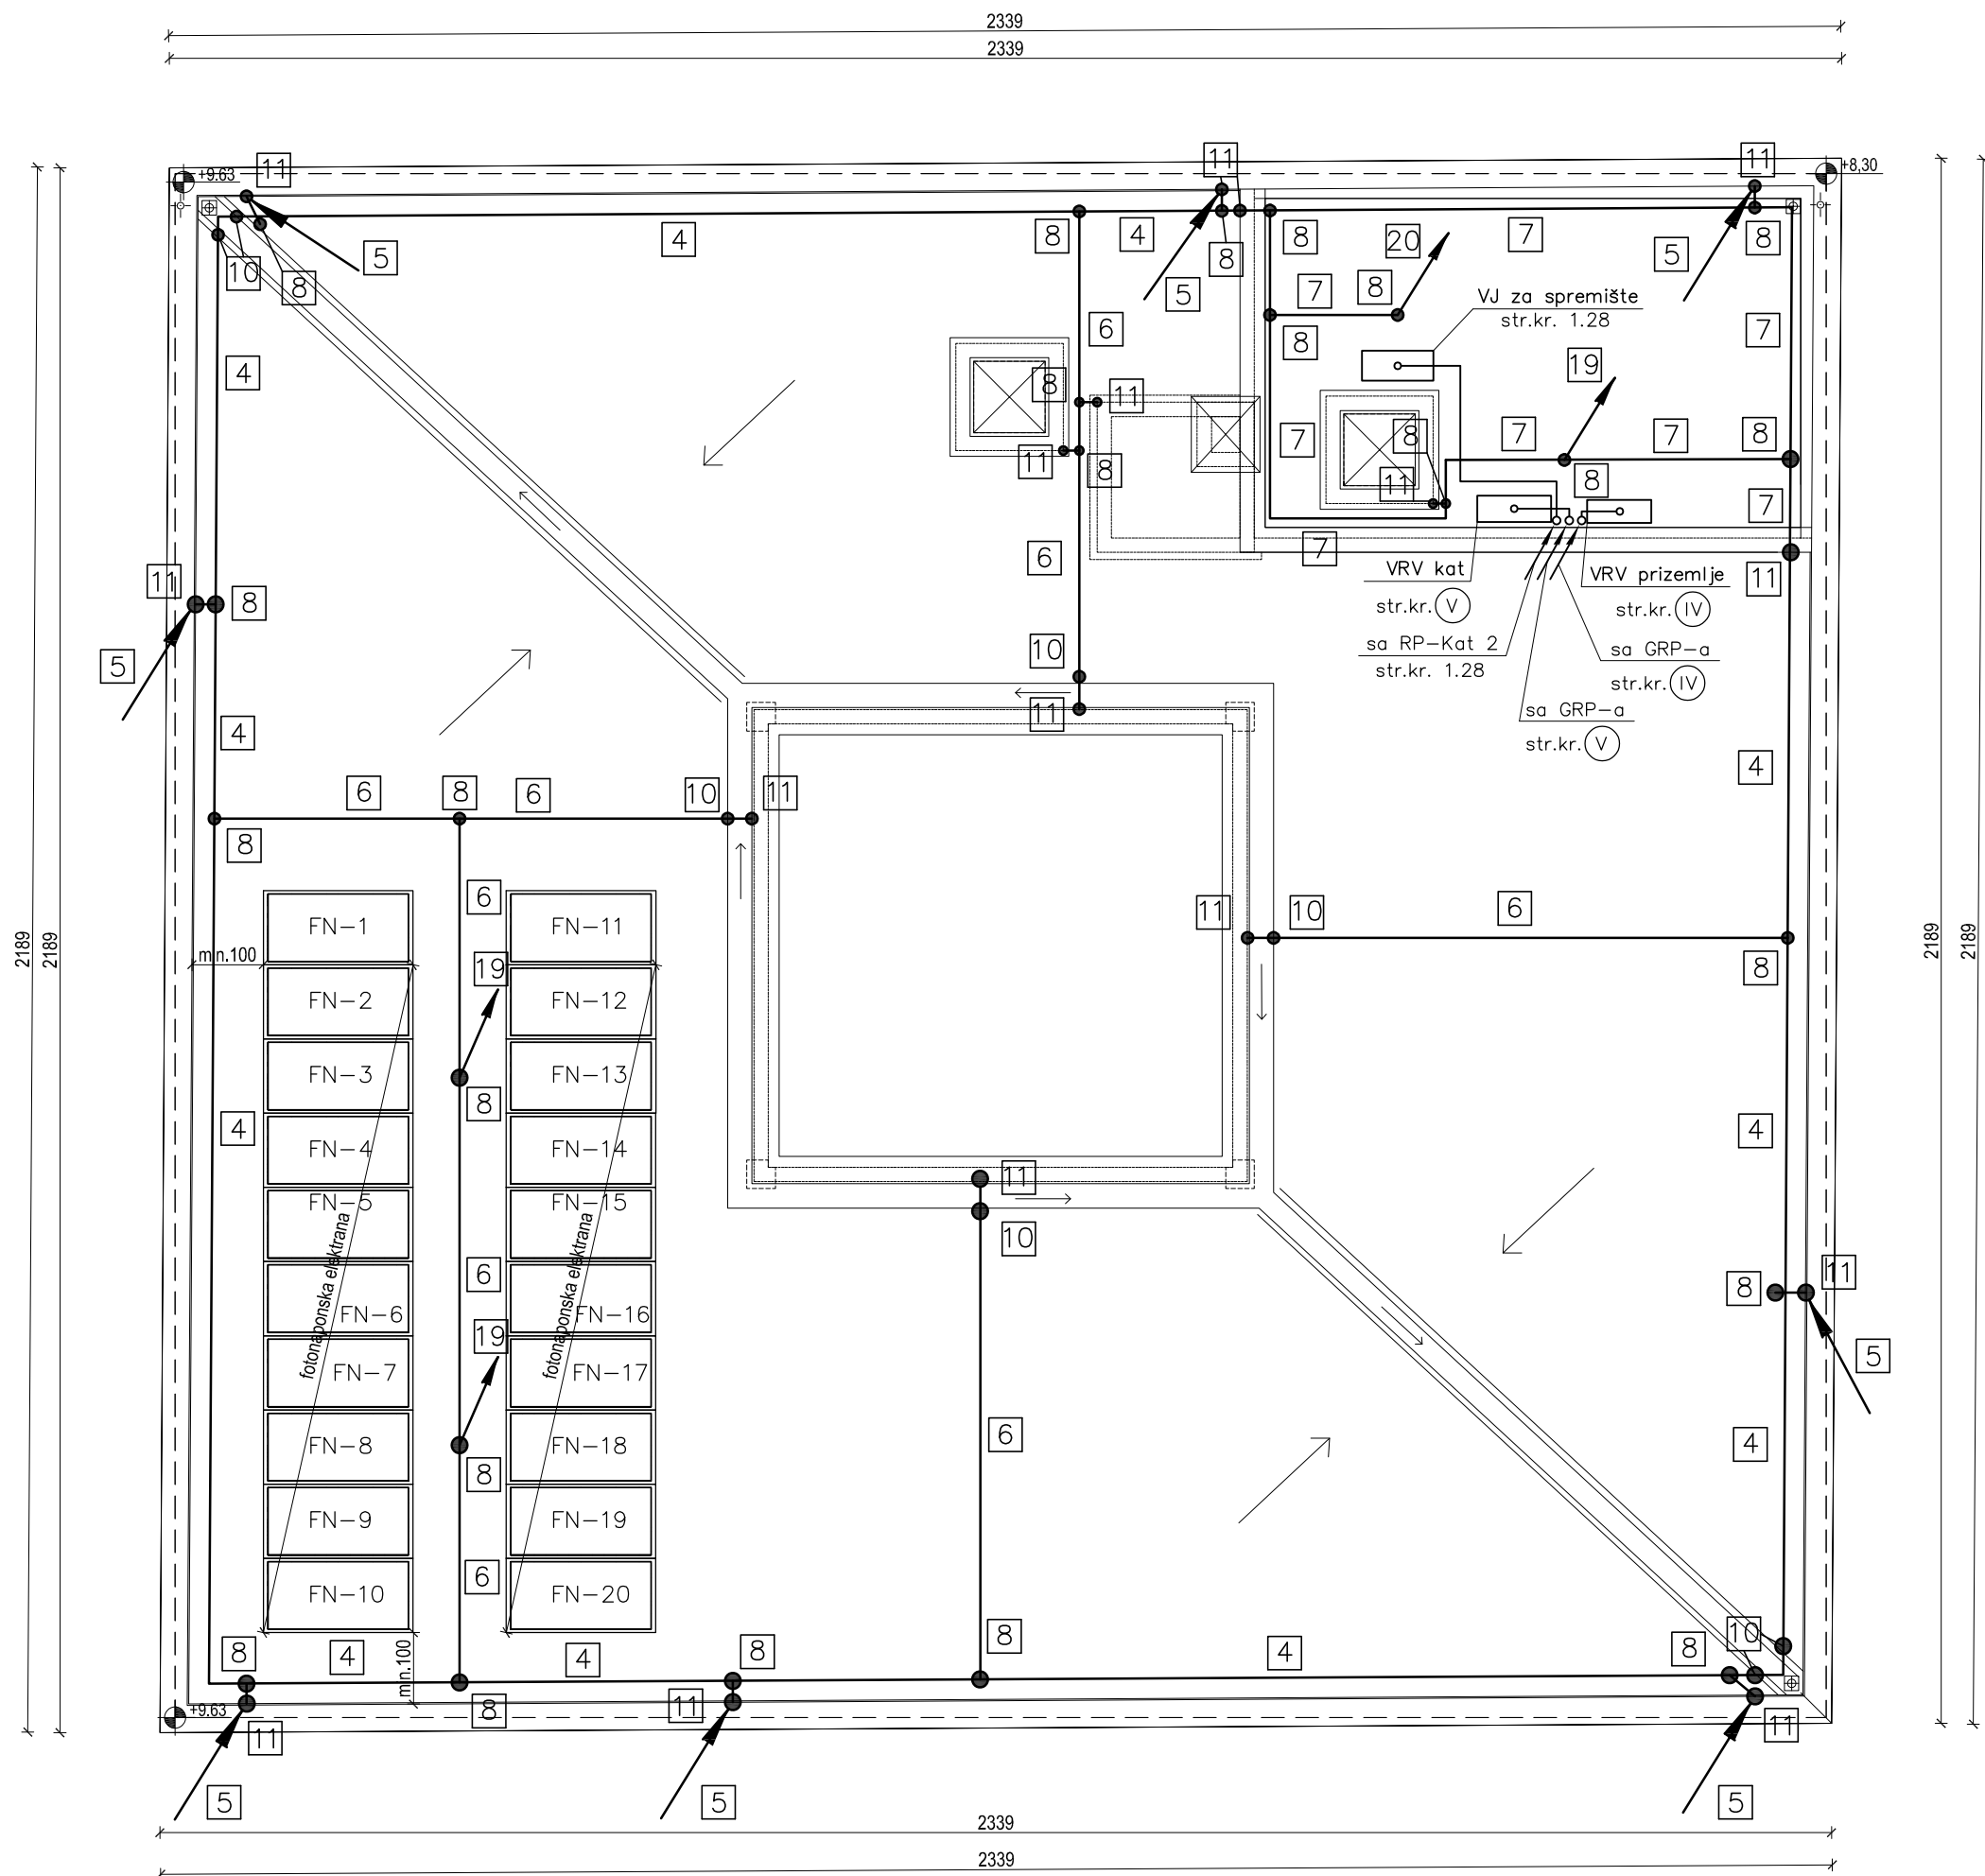 2339
2339
11
11
11
+9.63
+8,30
4
8
4
8
8
20
7
8
5
5
5
10
8
7
8
VJ za spremište
str.kr. 1.28
6
8
7
4
19
8
11
7
8
7
7
8
11
8
11
8
7
6
7
11
8
11
VRV kat
str.kr. V
VRV prizemlje
str.kr. IV
5
sa RP-Kat 2
str.kr. 1.28
sa GRP-a
str.kr. IV
10
11
sa GRP-a
str.kr. V
4
4
6
8
6
10
11
8
6
11
10
6
8
2189
2189
2189
2189
min.100
FN-1
FN-11
19
FN-2
FN-12
FN-3
FN-13
8
4
4
FN-4
FN-14
FN-5
FN-15
11
10
fotonaponska elektrana
fotonaponska elektrana
6
FN-6
FN-16
8
11
19
FN-7
FN-17
5
FN-8
FN-18
8
6
4
FN-9
FN-19
6
FN-10
FN-20
8
4
4
8
8
4
8
10
min.100
+9.63
11
8
11
11
5
5
5
2339
2339